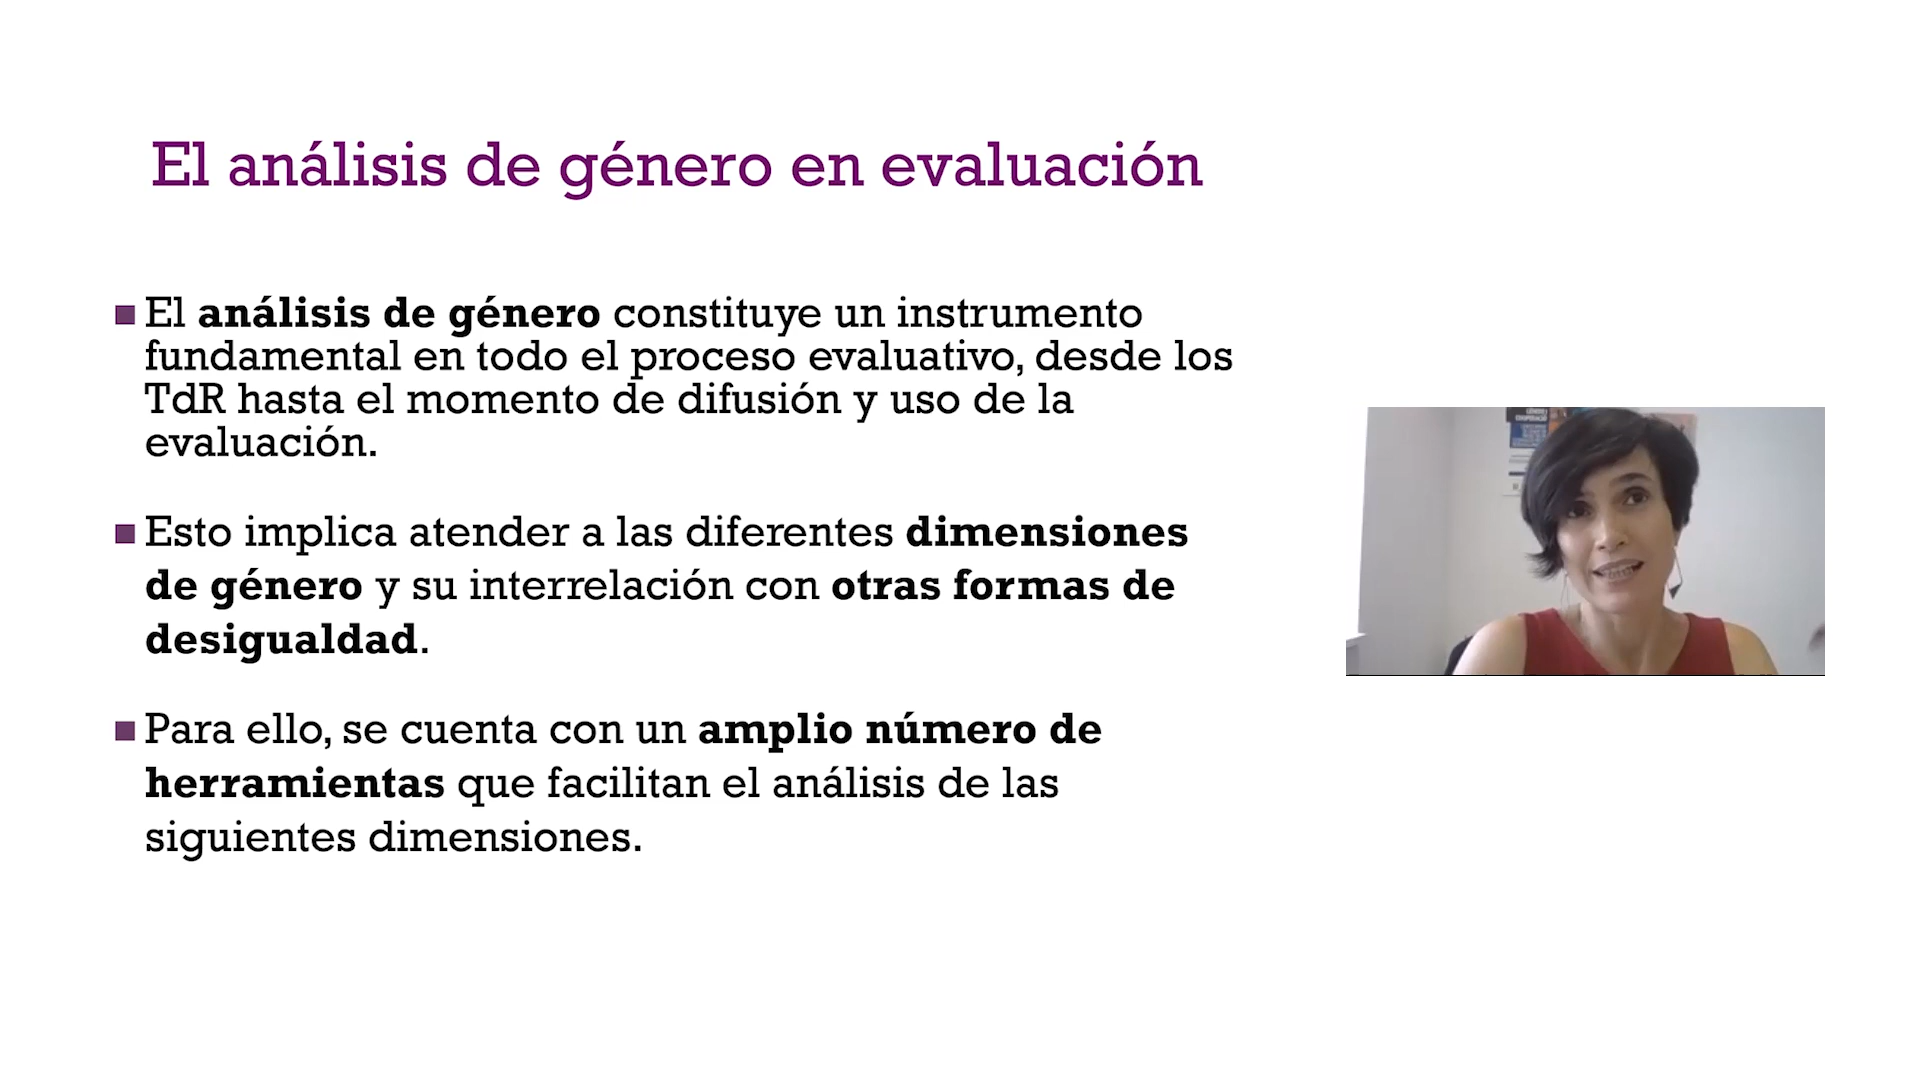 El análisis de género en evaluación
El análisis de género constituye un instrumento
fundamental en todo el proceso evaluativo, desde los
TdR hasta el momento de difusión y uso de la
evaluación.
Esto implica atender a las diferentes dimensiones
de género y su interrelación con otras formas de
desigualdad.
Para ello, se cuenta con un amplio número de
herramientas que facilitan el análisis de las
siguientes dimensiones.